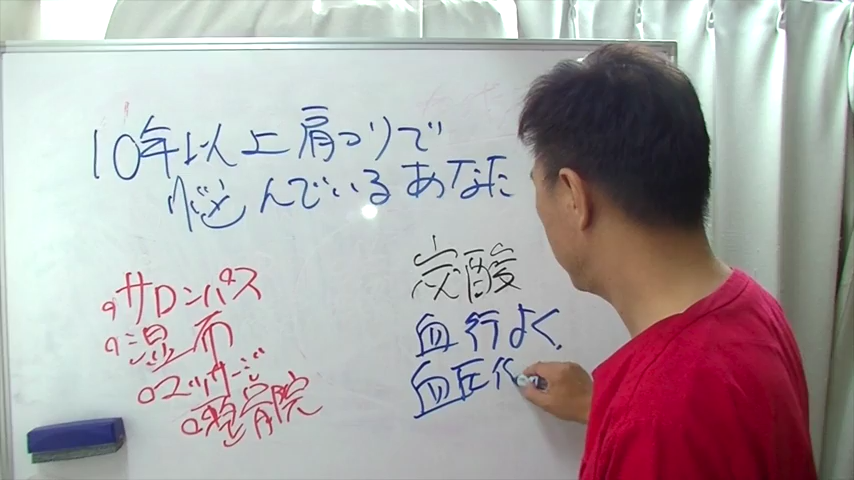 10年以上肩コリで
悩んでいるあなた
サロンパス
湿布
マッサージ
整骨院
炭酸
血行よく
血圧